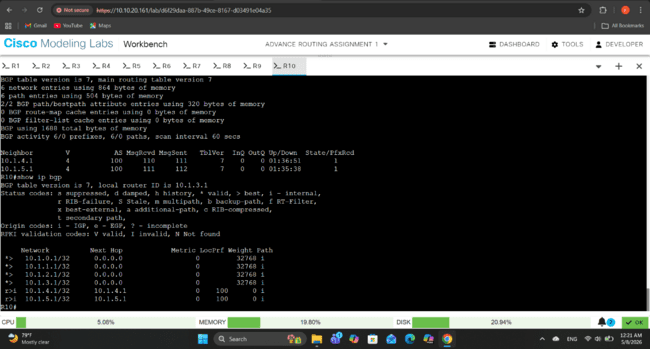 https://10.10.20.161/lab/d6f29daa-887b-49ce-8167-d03491e04a35
Gmail YouTube Maps All Bookmarks
Cisco Modeling Labs Workbench ADVANCE ROUTING ASSIGNMENT 1 DASHBOARD TOOLS DEVELOPER
R1 R2 R3 R4 R5 R6 R7 R8 R9 R10
BGP table version is 7, main routing table version 7
6 network entries using 864 bytes of memory
6 path entries using 504 bytes of memory
2/2 BGP path/bestpath attribute entries using 320 bytes of memory
0 BGP route-map cache entries using 0 bytes of memory
0 BGP filter-list cache entries using 0 bytes of memory
BGP using 1688 total bytes of memory
BGP activity 6/0 prefixes, 6/0 paths, scan interval 60 secs
Neighbor V AS MsgRcvd MsgSent TblVer InQ OutQ Up/Down State/PfxRcd
10.1.4.1 4 100 110 111 7 0 0 01:36:51 1
10.1.5.1 4 100 111 112 7 0 0 01:35:38 1
R10#show ip bgp
BGP table version is 7, local router ID is 10.1.3.1
Status codes: s suppressed, d damped, h history, * valid, > best, i - internal,
r RIB-failure, S Stale, m multipath, b backup-path, f RT-Filter,
x best-external, a additional-path, c RIB-compressed,
t secondary path,
Origin codes: i - IGP, e - EGP, ? - incomplete
RPKI validation codes: V valid, I invalid, N Not found
Network Next Hop Metric LocPrf Weight Path
*> 10.1.0.1/32 0.0.0.0 0 32768 i
*> 10.1.1.1/32 0.0.0.0 0 32768 i
*> 10.1.2.1/32 0.0.0.0 0 32768 i
*> 10.1.3.1/32 0.0.0.0 0 32768 i
r>i 10.1.4.1/32 10.1.4.1 0 100 0 i
r>i 10.1.5.1/32 10.1.5.1 0 100 0 i
R10#
CPU 5.08% MEMORY 19.80% DISK 20.94% 2 OK
79°F
Mostly clear
Search
ENG
12:21 AM
5/8/2026